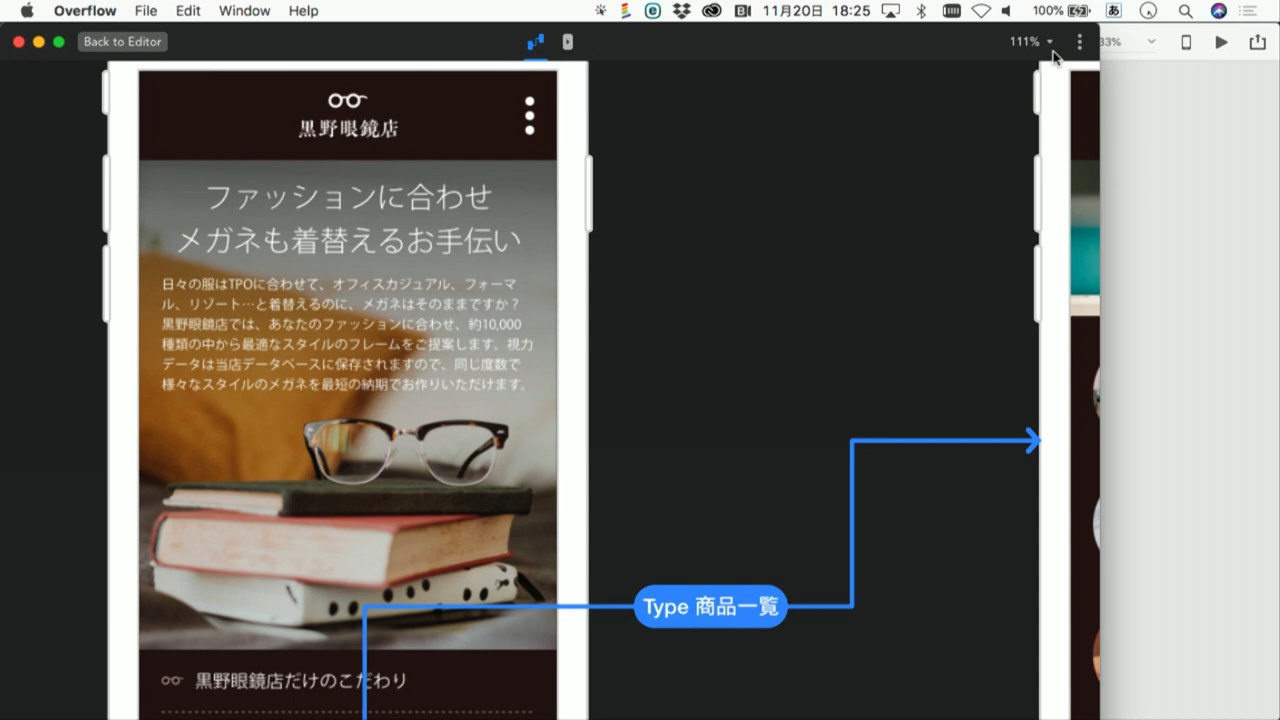 Overflow File Edit Window Help
11月20日 18:25 100% あ
Back to Editor
111%
33%
黒野眼鏡店
ファッションに合わせ
メガネも着替えるお手伝い
日々の服はTPOに合わせて、オフィスカジュアル、フォーマ
ル、リゾート…と着替えるのに、メガネはそのままですか？
黒野眼鏡店では、あなたのファッションに合わせ、約10,000
種類の中から最適なスタイルのフレームをご提案します。視力
データは当店データベースに保存されますので、同じ度数で
様々なスタイルのメガネを最短の納期でお作りいただけます。
Type 商品一覧
黒野眼鏡店だけのこだわり